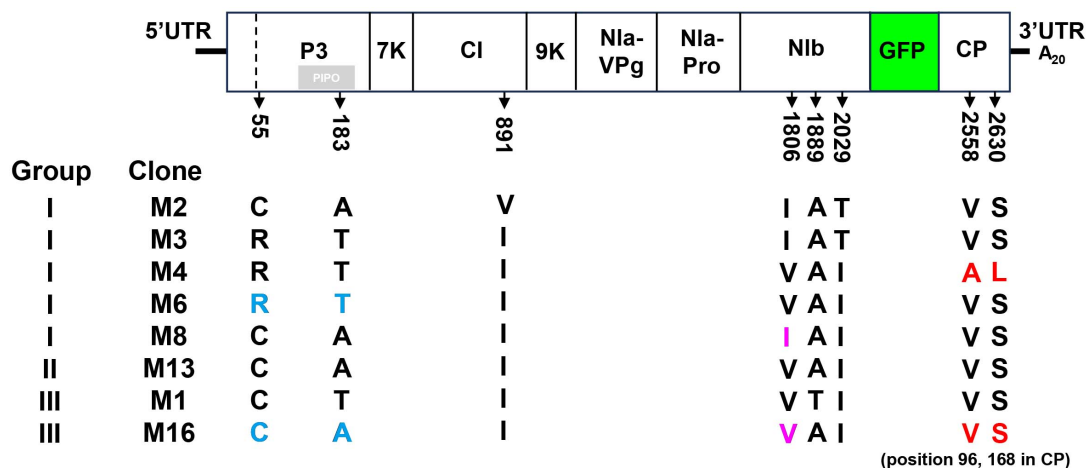 5’UTR P3 7K CI 9K NIa-VPg NIa-Pro NIb GFP CP 3’UTR
PIPO A20
55 183 891 1806 1889 2029 2558 2630
Group Clone
I M2 C A V I A T V S
I M3 R T I I A T V S
I M4 R T I V A I A L
I M6 R T I V A I V S
I M8 C A I I A I V S
II M13 C A I V A I V S
III M1 C T I V T I V S
III M16 C A I V A I V S
(position 96, 168 in CP)